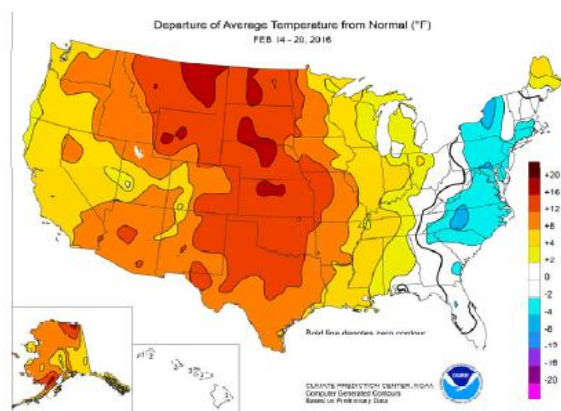 Departure of Average Temperature from Normal (°F)
FEB 14 - 20, 2016
+20
+16
+12
+8
+4
+2
0
-2
-4
-8
-12
-16
-20
Bold line denotes zero contour
NOAA
CLIMATE PREDICTION CENTER, NOAA
Computer Generated Contours
Based on Preliminary Data